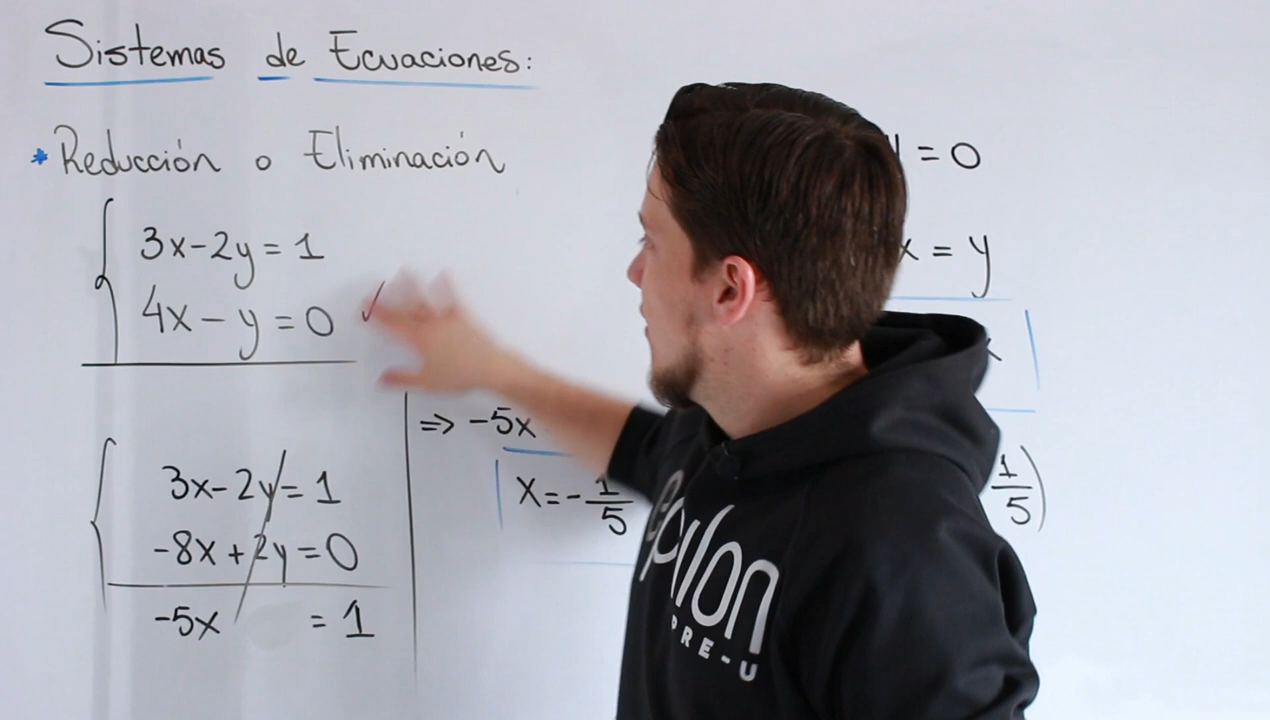 Sistemas de Ecuaciones:
* Reducción o Eliminación
3x-2y=1
4x-y=0 ✓
3x-2y=1
-8x+2y=0
-5x =1
=> -5x
x=-1/5
=0
x=y
x
1/5)
epsilon
PRE-U